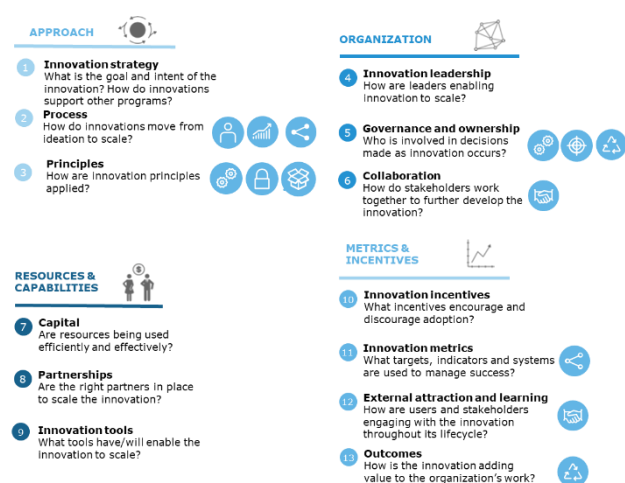 APPROACH
1 Innovation strategy
What is the goal and intent of the
innovation? How do innovations
support other programs?
2 Process
How do innovations move from
ideation to scale?
3 Principles
How are innovation principles
applied?
ORGANIZATION
4 Innovation leadership
How are leaders enabling
innovation to scale?
5 Governance and ownership
Who is involved in decisions
made as innovation occurs?
6 Collaboration
How do stakeholders work
together to further develop the
innovation?
RESOURCES &
CAPABILITIES
$
7 Capital
Are resources being used
efficiently and effectively?
8 Partnerships
Are the right partners in place
to scale the innovation?
9 Innovation tools
What tools have/will enable the
innovation to scale?
METRICS &
INCENTIVES
10 Innovation incentives
What incentives encourage and
discourage adoption?
11 Innovation metrics
What targets, indicators and systems
are used to manage success?
12 External attraction and learning
How are users and stakeholders
engaging with the innovation
throughout its lifecycle?
13 Outcomes
How is the innovation adding
value to the organization's work?